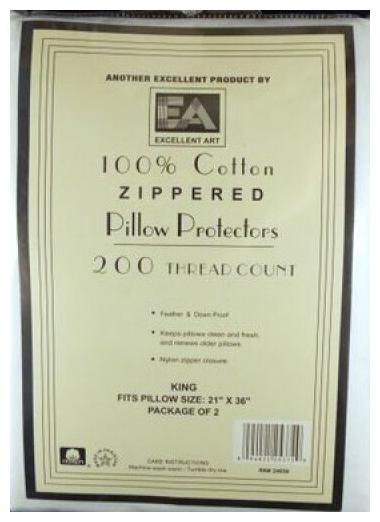 ANOTHER EXCELLENT PRODUCT BY
EA
EXCELLENT ART
100% Cotton
ZIPPERED
Pillow Protectors
200 THREAD COUNT
• Feather & Down Proof
• Keeps pillows clean and fresh,
and renews older pillows.
• Nylon zipper closure.
KING
FITS PILLOW SIZE: 21" X 36"
PACKAGE OF 2
CARE INSTRUCTIONS
Machine wash warm - Tumble dry low